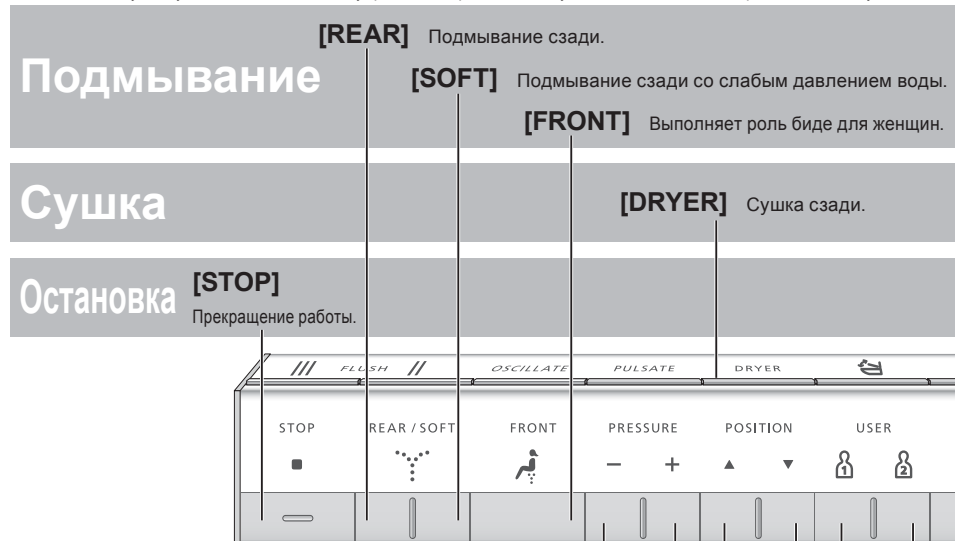 [REAR] Подмывание сзади.
Подмывание
[SOFT] Подмывание сзади со слабым давлением воды.
[FRONT] Выполняет роль биде для женщин.
Сушка
[DRYER] Сушка сзади.
Остановка
[STOP]
Прекращение работы.
FLUSH OSCILLATE PULSATE DRYER
STOP REAR / SOFT FRONT PRESSURE POSITION USER
− + ▲ ▼ 1 2